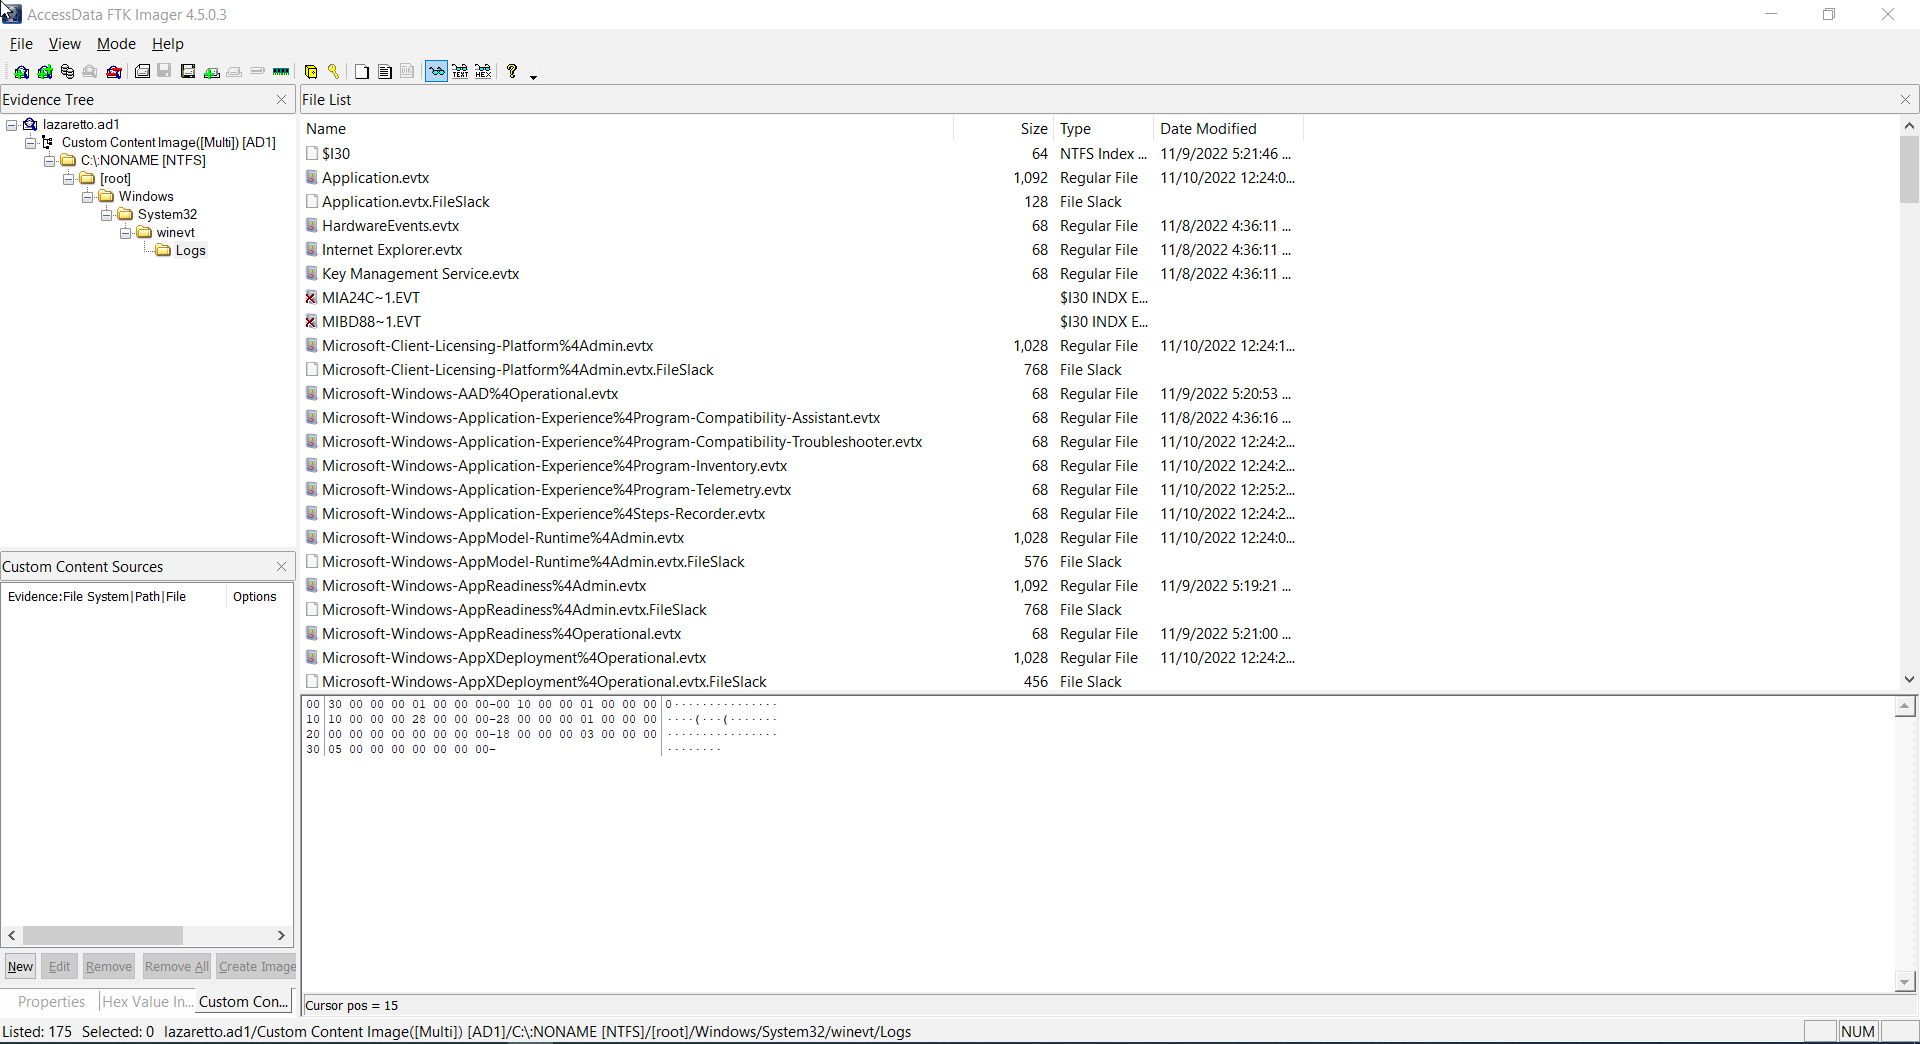 AccessData FTK Imager 4.5.0.3
File View Mode Help
Evidence Tree
lazaretto.ad1
Custom Content Image([Multi]) [AD1]
C:\:NONAME [NTFS]
[root]
Windows
System32
winevt
Logs
File List
Name Size Type Date Modified
$I30 64 NTFS Index ... 11/9/2022 5:21:46 ...
Application.evtx 1,092 Regular File 11/10/2022 12:24:0...
Application.evtx.FileSlack 128 File Slack
HardwareEvents.evtx 68 Regular File 11/8/2022 4:36:11 ...
Internet Explorer.evtx 68 Regular File 11/8/2022 4:36:11 ...
Key Management Service.evtx 68 Regular File 11/8/2022 4:36:11 ...
MIA24C~1.EVT $I30 INDX E...
MIBD88~1.EVT $I30 INDX E...
Microsoft-Client-Licensing-Platform%4Admin.evtx 1,028 Regular File 11/10/2022 12:24:1...
Microsoft-Client-Licensing-Platform%4Admin.evtx.FileSlack 768 File Slack
Microsoft-Windows-AAD%4Operational.evtx 68 Regular File 11/9/2022 5:20:53 ...
Microsoft-Windows-Application-Experience%4Program-Compatibility-Assistant.evtx 68 Regular File 11/8/2022 4:36:16 ...
Microsoft-Windows-Application-Experience%4Program-Compatibility-Troubleshooter.evtx 68 Regular File 11/10/2022 12:24:2...
Microsoft-Windows-Application-Experience%4Program-Inventory.evtx 68 Regular File 11/10/2022 12:24:2...
Microsoft-Windows-Application-Experience%4Program-Telemetry.evtx 68 Regular File 11/10/2022 12:25:2...
Microsoft-Windows-Application-Experience%4Steps-Recorder.evtx 68 Regular File 11/10/2022 12:24:2...
Microsoft-Windows-AppModel-Runtime%4Admin.evtx 1,028 Regular File 11/10/2022 12:24:0...
Microsoft-Windows-AppModel-Runtime%4Admin.evtx.FileSlack 576 File Slack
Microsoft-Windows-AppReadiness%4Admin.evtx 1,092 Regular File 11/9/2022 5:19:21 ...
Microsoft-Windows-AppReadiness%4Admin.evtx.FileSlack 768 File Slack
Microsoft-Windows-AppReadiness%4Operational.evtx 68 Regular File 11/9/2022 5:21:00 ...
Microsoft-Windows-AppXDeployment%4Operational.evtx 1,028 Regular File 11/10/2022 12:24:2...
Microsoft-Windows-AppXDeployment%4Operational.evtx.FileSlack 456 File Slack
Custom Content Sources
Evidence:File System|Path|File Options
New Edit Remove Remove All Create Image
Properties Hex Value In... Custom Con...
00 30 00 00 00 01 00 00 00-00 10 00 00 01 00 00 00 0···············
10 10 00 00 00 28 00 00 00-28 00 00 00 01 00 00 00 ····(···(·······
20 00 00 00 00 00 00 00 00-18 00 00 00 03 00 00 00 ················
30 05 00 00 00 00 00 00 00- ········
Cursor pos = 15
Listed: 175 Selected: 0 lazaretto.ad1/Custom Content Image([Multi]) [AD1]/C:\:NONAME [NTFS]/[root]/Windows/System32/winevt/Logs NUM